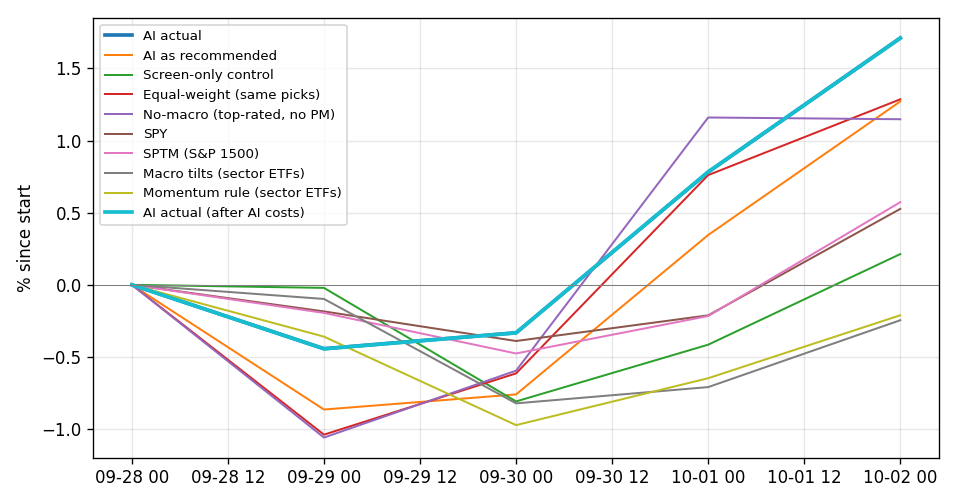 AI actual
AI as recommended
Screen-only control
Equal-weight (same picks)
No-macro (top-rated, no PM)
SPY
SPTM (S&P 1500)
Macro tilts (sector ETFs)
Momentum rule (sector ETFs)
AI actual (after AI costs)
% since start
1.5
1.0
0.5
0.0
−0.5
−1.0
09-28 00
09-28 12
09-29 00
09-29 12
09-30 00
09-30 12
10-01 00
10-01 12
10-02 00